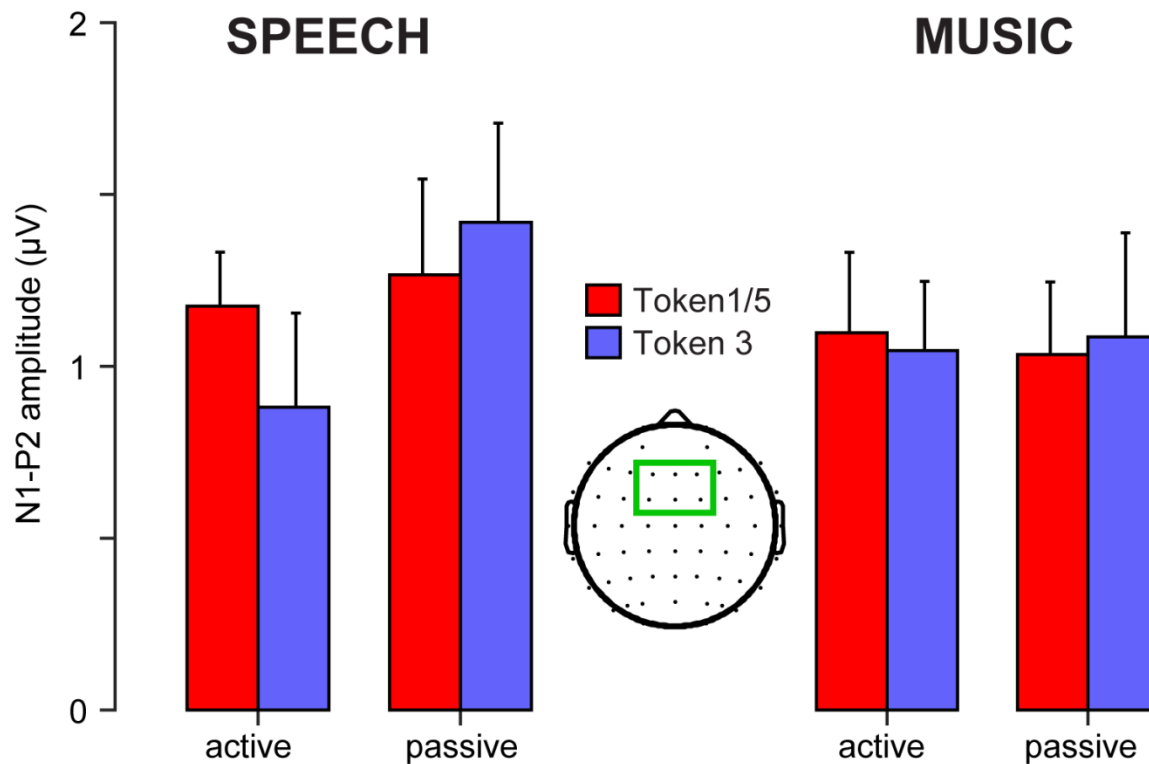 SPEECH
MUSIC
N1-P2 amplitude (µV)
2
1
0
Token1/5
Token 3
active
passive
active
passive